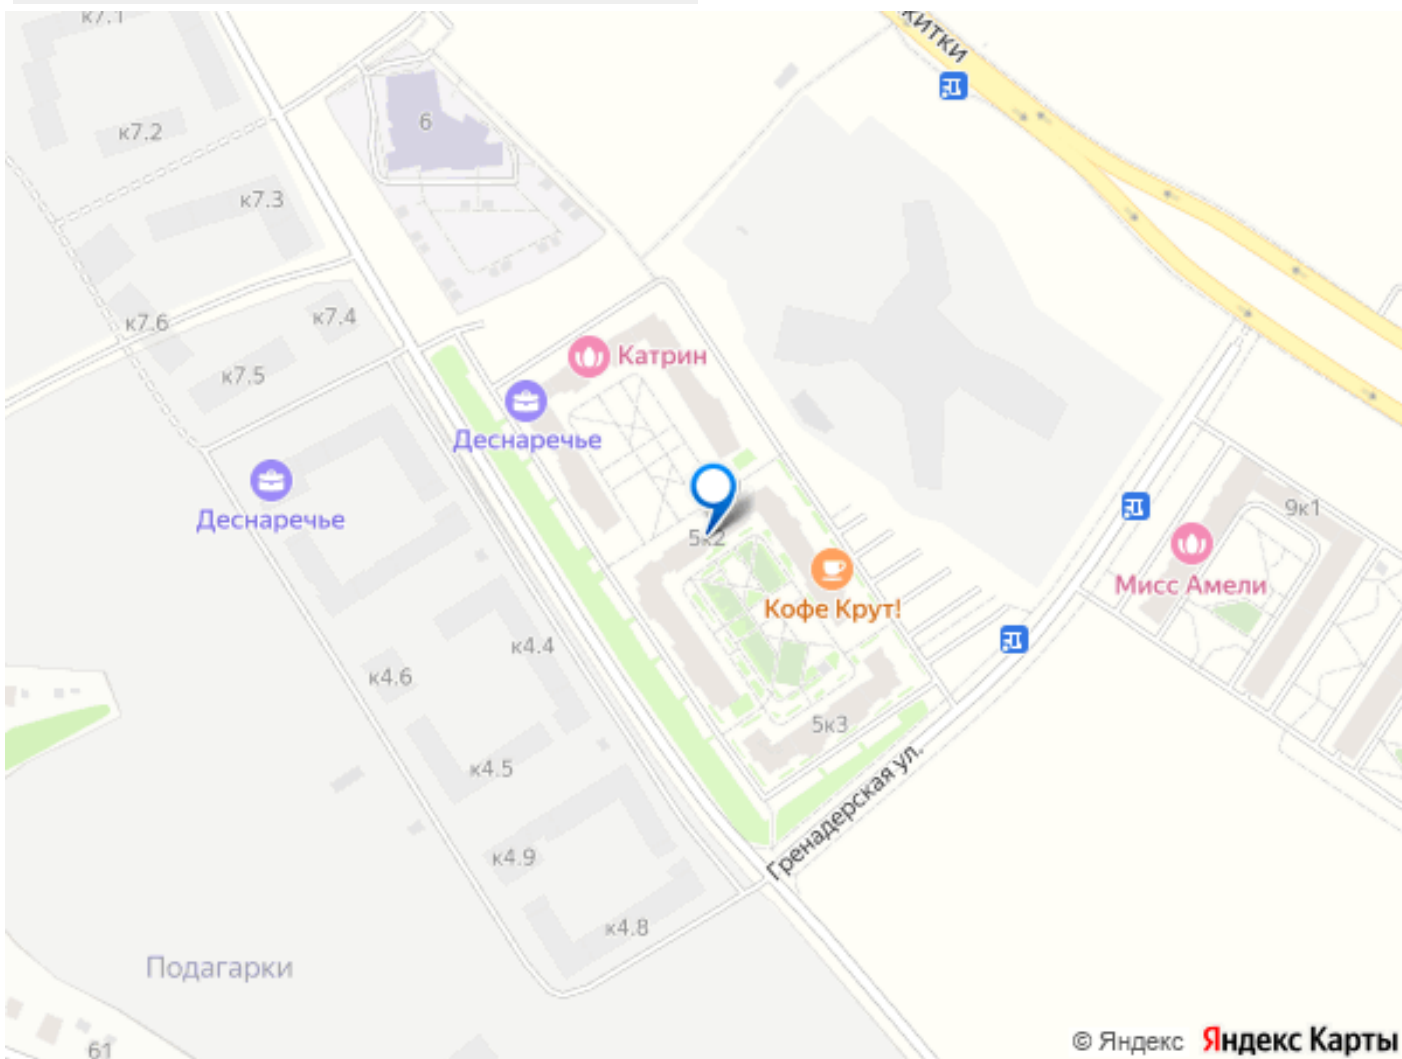 к7.1
китки
6
к7.2
к7.3
к7.6
к7.4
Катрин
к7.5
Деснаречье
Деснаречье
9к1
5к2
Мисс Амели
Кофе Крут!
к4.4
к4.6
5к3
к4.5
Гренадерская ул.
к4.9
к4.8
Подагарки
61
© Яндекс Яндекс Карты